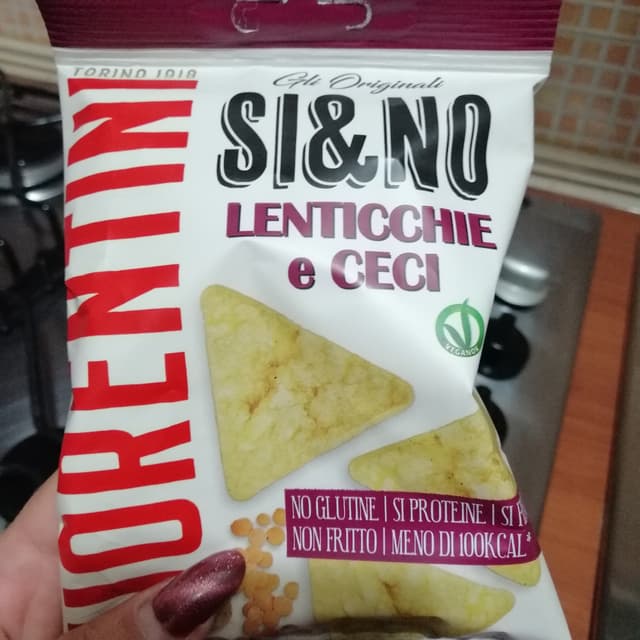 TORINO 1918
IORENTINI
Gli Originali
SI&NO
LENTICCHIE
e CECI
VEGANOK
NO GLUTINE | SI PROTEINE | SI
NON FRITTO | MENO DI 100KCAL*